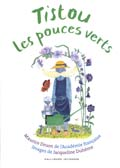 Tistou
les pouces verts
Maurice Druon de l'Académie française
Images de Jacqueline Duhême